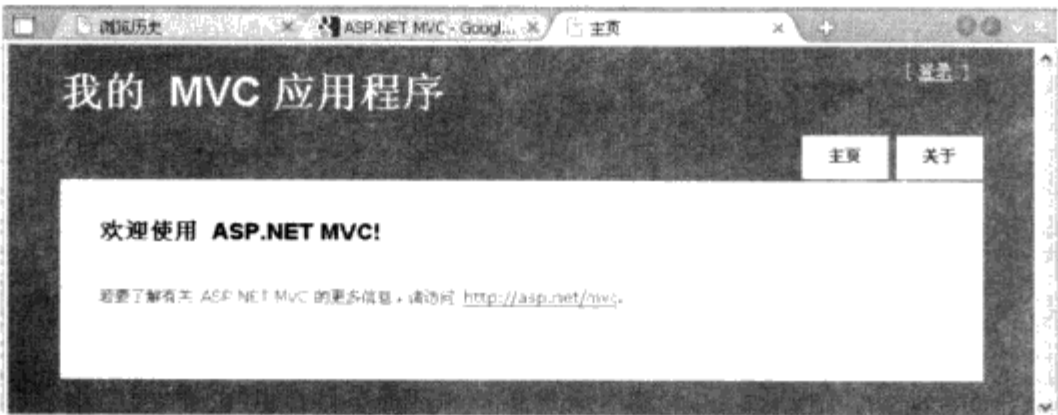 浏览历史 ASP.NET MVC - Googl... 主页
[ 登录 ]
我的 MVC 应用程序
主页 关于
欢迎使用 ASP.NET MVC!
若要了解有关 ASP.NET MVC 的更多信息，请访问 http://asp.net/mvc。